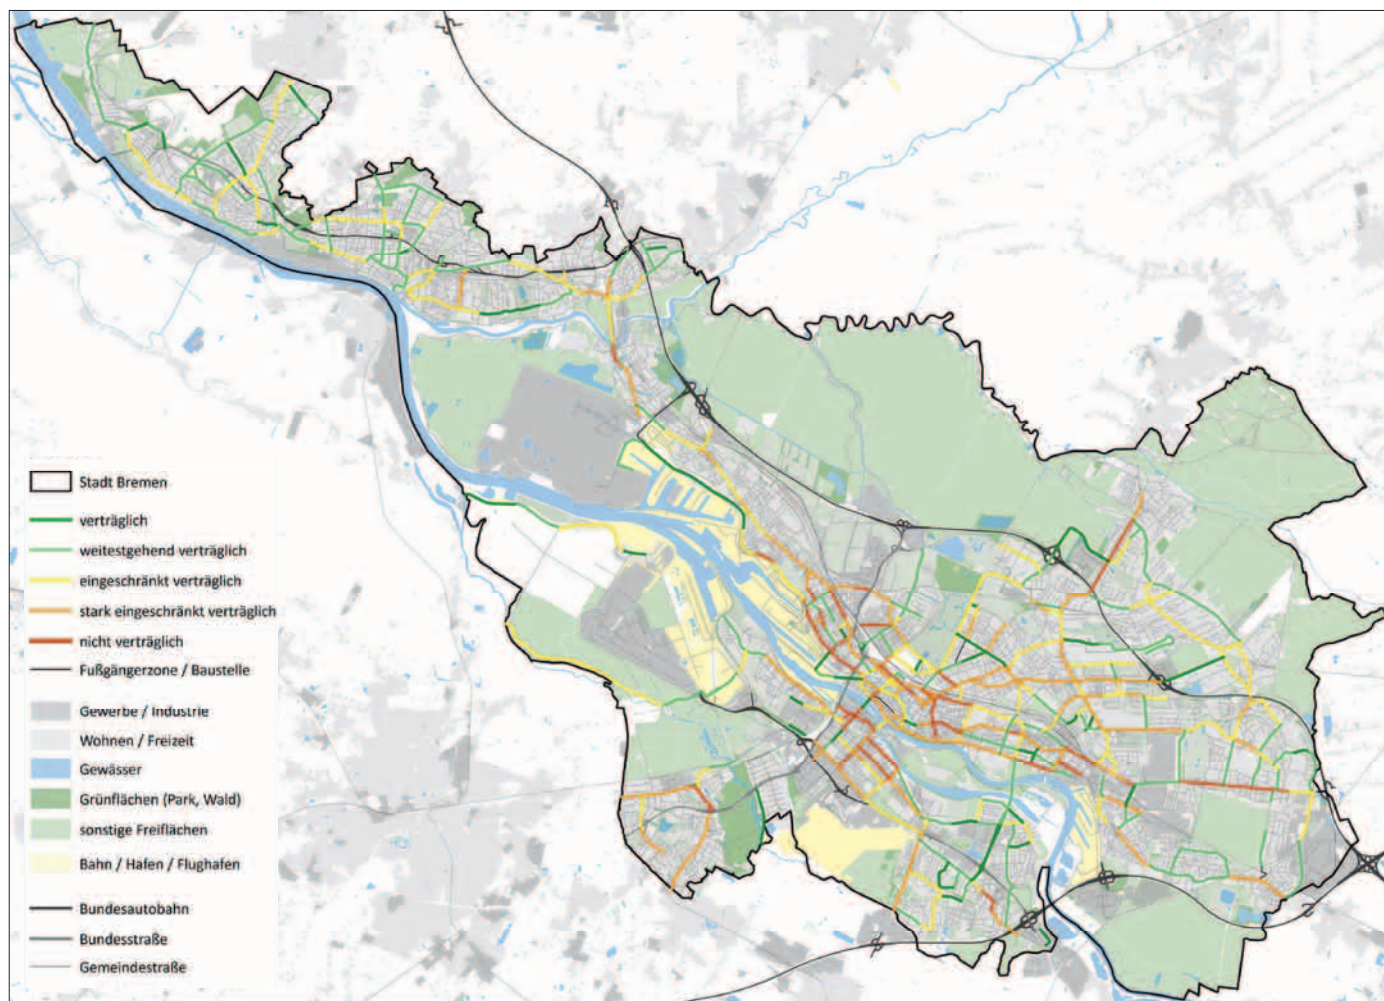 Stadt Bremen
verträglich
weitestgehend verträglich
eingeschränkt verträglich
stark eingeschränkt verträglich
nicht verträglich
Fußgängerzone / Baustelle
Gewerbe / Industrie
Wohnen / Freizeit
Gewässer
Grünflächen (Park, Wald)
sonstige Freiflächen
Bahn / Hafen / Flughafen
Bundesautobahn
Bundesstraße
Gemeindestraße